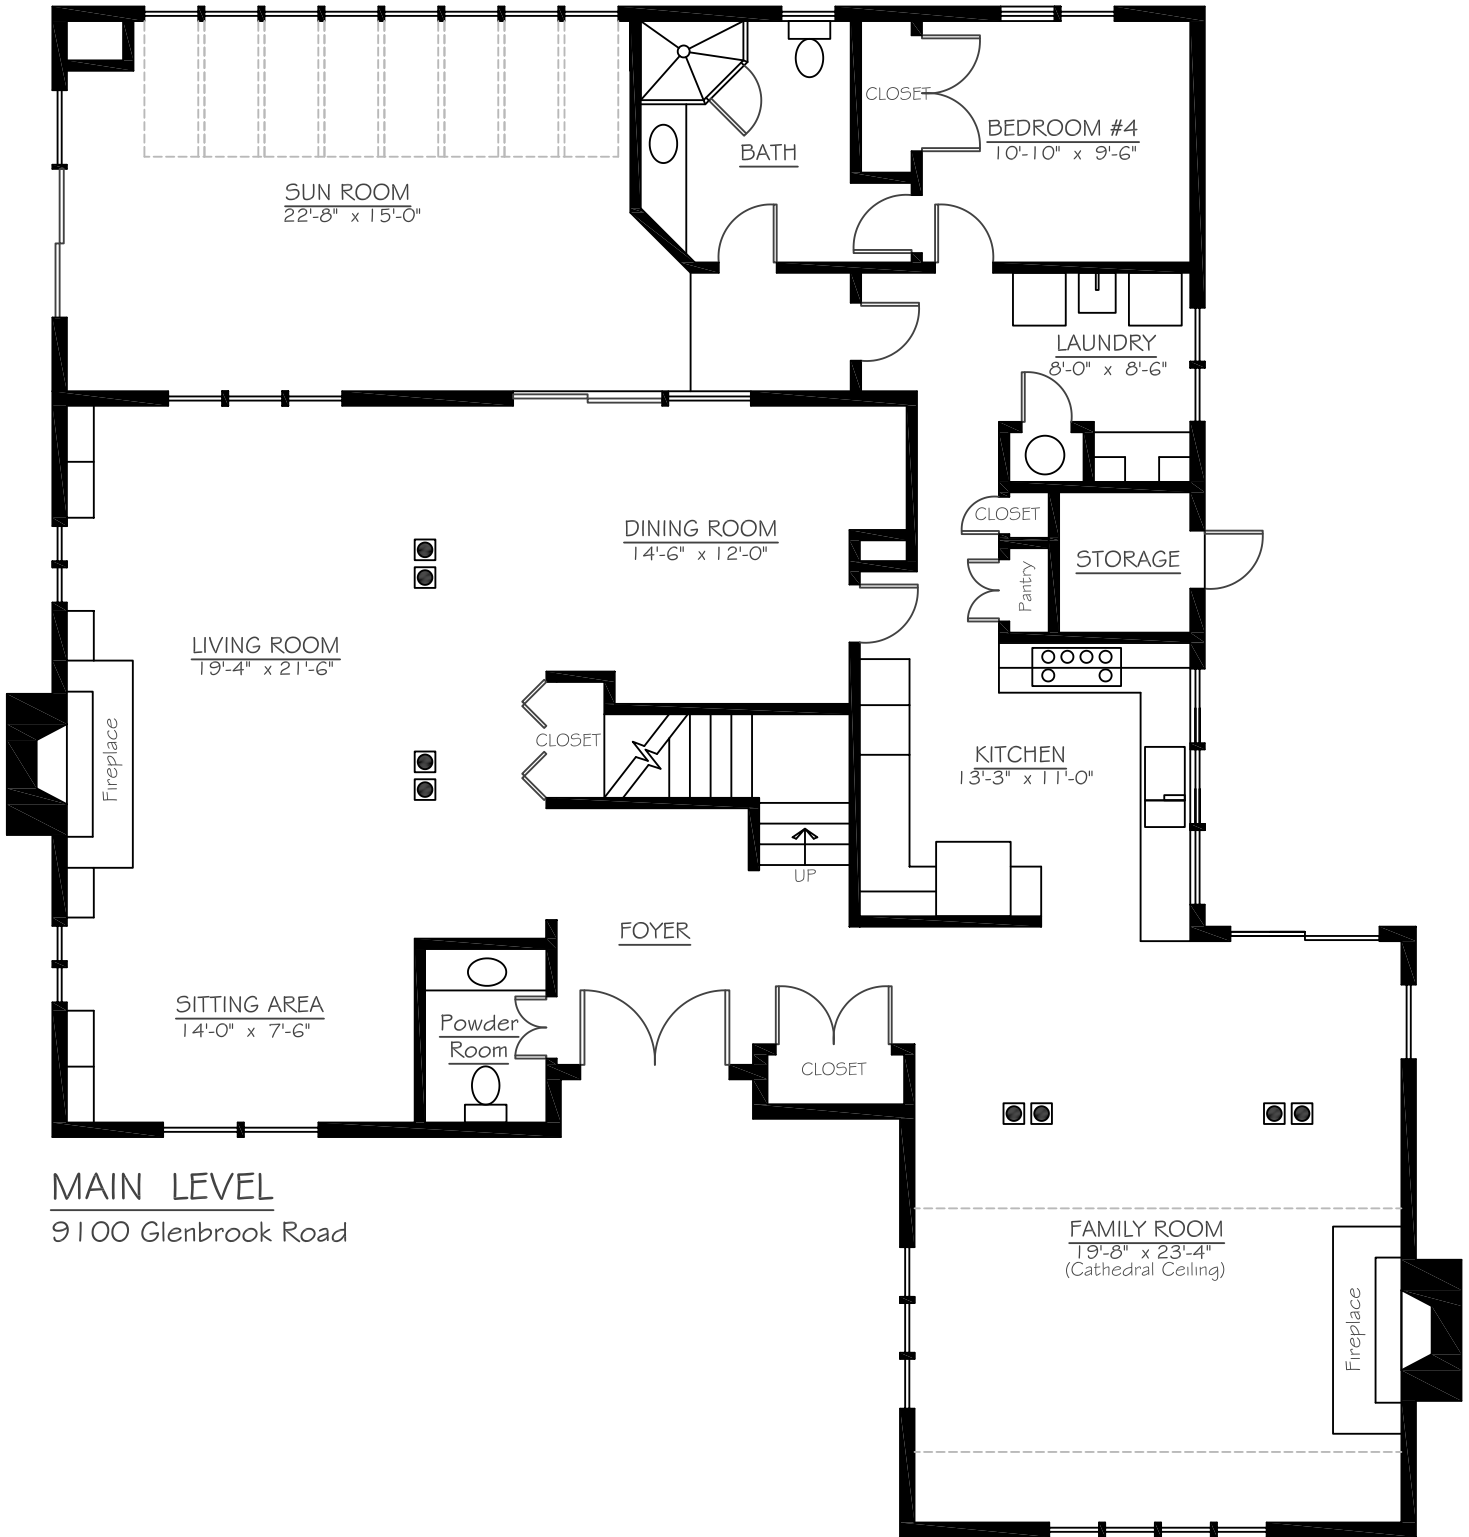 CLOSET
BEDROOM #4
10'-10" x 9'-6"
BATH
SUN ROOM
22'-8" x 15'-0"
LAUNDRY
8'-0" x 8'-6"
CLOSET
DINING ROOM
14'-6" x 12'-0"
STORAGE
Pantry
LIVING ROOM
19'-4" x 21'-6"
Fireplace
CLOSET
KITCHEN
13'-3" x 11'-0"
UP
FOYER
SITTING AREA
14'-0" x 7'-6"
Powder
Room
CLOSET
MAIN LEVEL
9100 Glenbrook Road
FAMILY ROOM
19'-8" x 23'-4"
(Cathedral Ceiling)
Fireplace